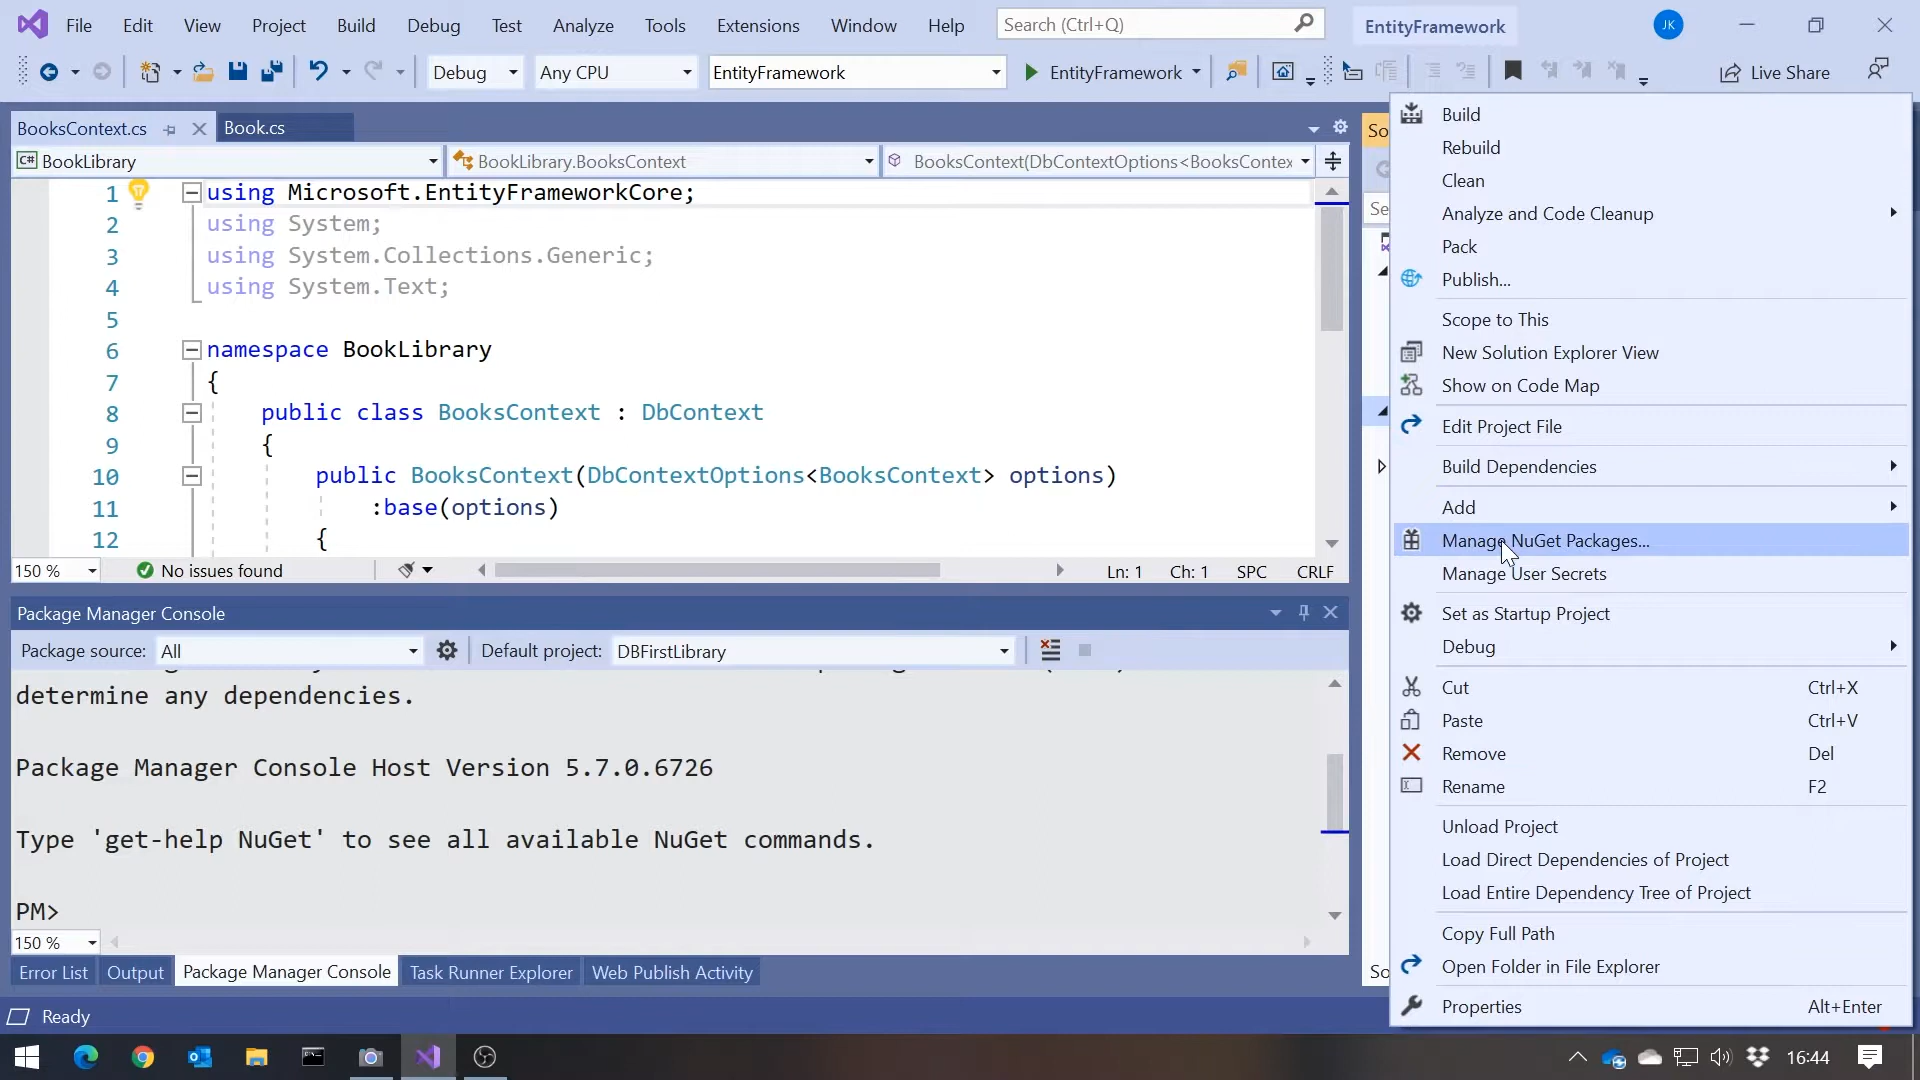 File Edit View Project Build Debug Test Analyze Tools Extensions Window Help Search (Ctrl+Q) EntityFramework JK
Debug Any CPU EntityFramework EntityFramework Live Share
BooksContext.cs Book.cs
C# BookLibrary BookLibrary.BooksContext BooksContext(DbContextOptions<BooksContex
1 using Microsoft.EntityFrameworkCore;
2 using System;
3 using System.Collections.Generic;
4 using System.Text;
5
6 namespace BookLibrary
7 {
8 public class BooksContext : DbContext
9 {
10 public BooksContext(DbContextOptions<BooksContext> options)
11 :base(options)
12 {
150 % No issues found Ln: 1 Ch: 1 SPC CRLF
Package Manager Console
Package source: All Default project: DBFirstLibrary
determine any dependencies.
Package Manager Console Host Version 5.7.0.6726
Type 'get-help NuGet' to see all available NuGet commands.
PM>
150 %
Error List Output Package Manager Console Task Runner Explorer Web Publish Activity
Ready
So
Se
So
Build
Rebuild
Clean
Analyze and Code Cleanup
Pack
Publish...
Scope to This
New Solution Explorer View
Show on Code Map
Edit Project File
Build Dependencies
Add
Manage NuGet Packages...
Manage User Secrets
Set as Startup Project
Debug
Cut Ctrl+X
Paste Ctrl+V
Remove Del
Rename F2
Unload Project
Load Direct Dependencies of Project
Load Entire Dependency Tree of Project
Copy Full Path
Open Folder in File Explorer
Properties Alt+Enter
16:44